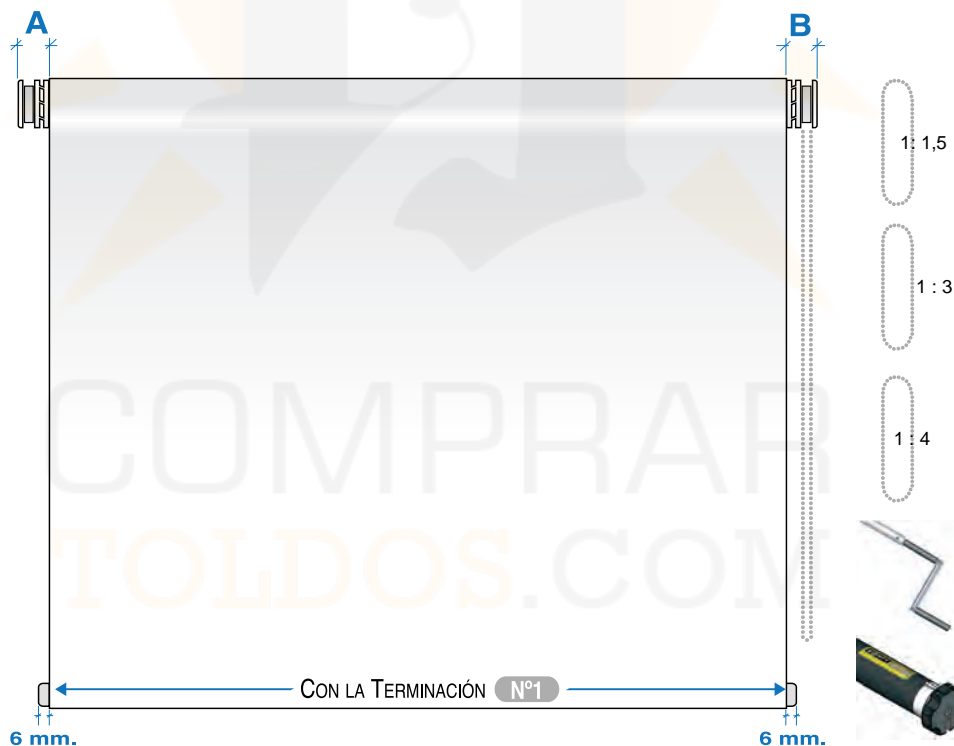 A
B
1: 1,5
1 : 3
1 : 4
COMPRAR
TOLDOS.COM
CON LA TERMINACIÓN Nº1
6 mm.
6 mm.